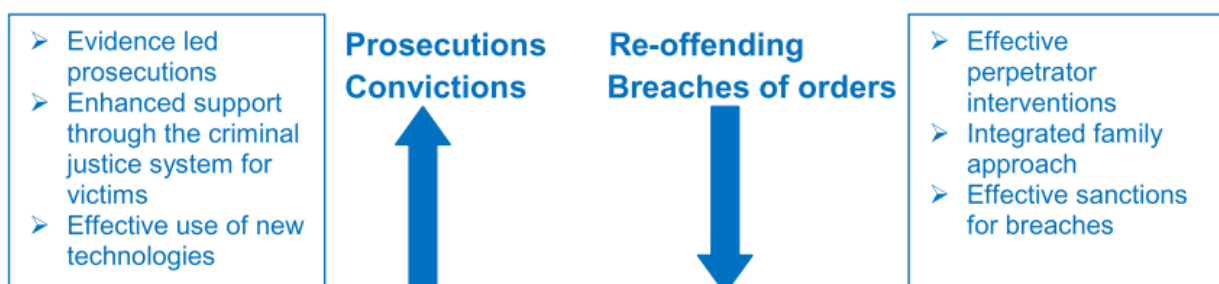 ➢ Evidence led
prosecutions
➢ Enhanced support
through the criminal
justice system for
victims
➢ Effective use of new
technologies
Prosecutions
Convictions
Re-offending
Breaches of orders
➢ Effective
perpetrator
interventions
➢ Integrated family
approach
➢ Effective sanctions
for breaches